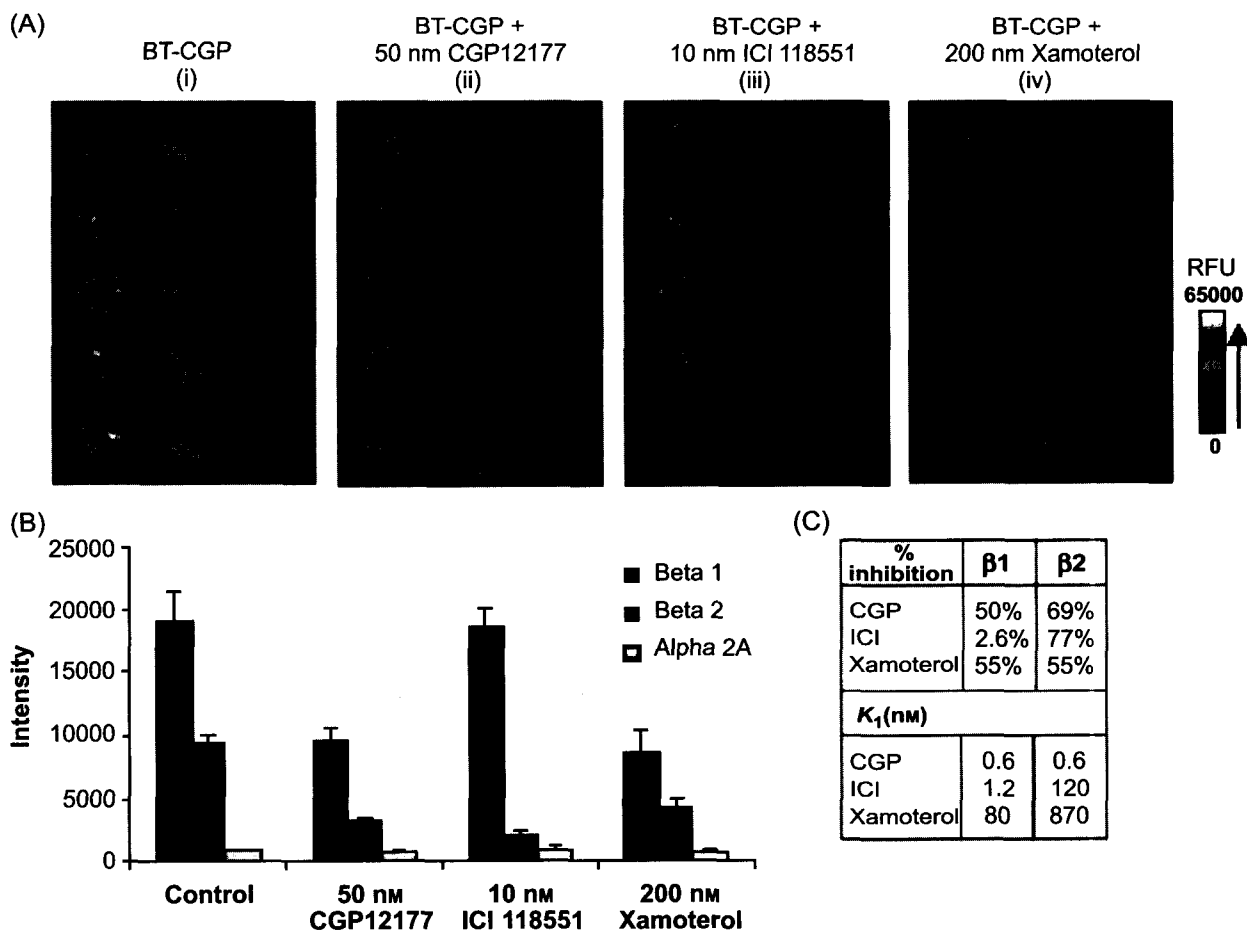 (A)
BT-CGP
(i)
BT-CGP +
50 nm CGP12177
(ii)
BT-CGP +
10 nm ICI 118551
(iii)
BT-CGP +
200 nm Xamoterol
(iv)
RFU
65000
0
(B)
Intensity
25000
20000
15000
10000
5000
0
Beta 1
Beta 2
Alpha 2A
Control
50 nM
CGP12177
10 nM
ICI 118551
200 nM
Xamoterol
(C)
%
inhibition β1 β2
CGP 50% 69%
ICI 2.6% 77%
Xamoterol 55% 55%
K₁(nM)
CGP 0.6 0.6
ICI 1.2 120
Xamoterol 80 870